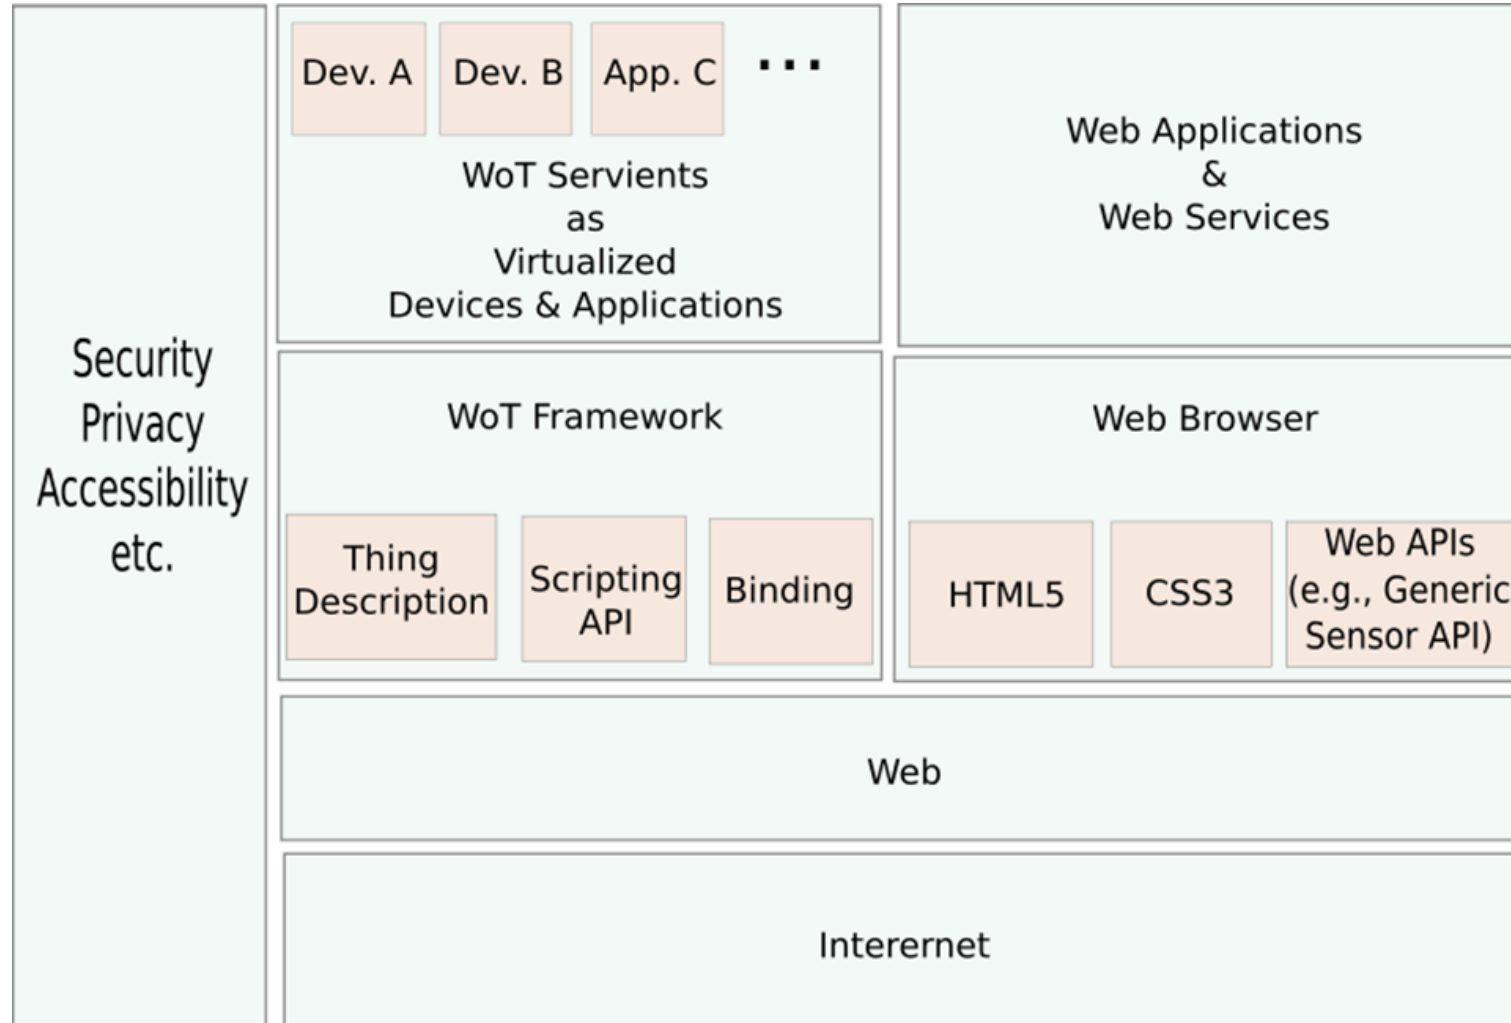 Dev. A
Dev. B
App. C
...
WoT Servients
as
Virtualized
Devices & Applications
Web Applications
&
Web Services
Security
Privacy
Accessibility
etc.
WoT Framework
Thing
Description
Scripting
API
Binding
Web Browser
HTML5
CSS3
Web APIs
(e.g., Generic
Sensor API)
Web
Interernet